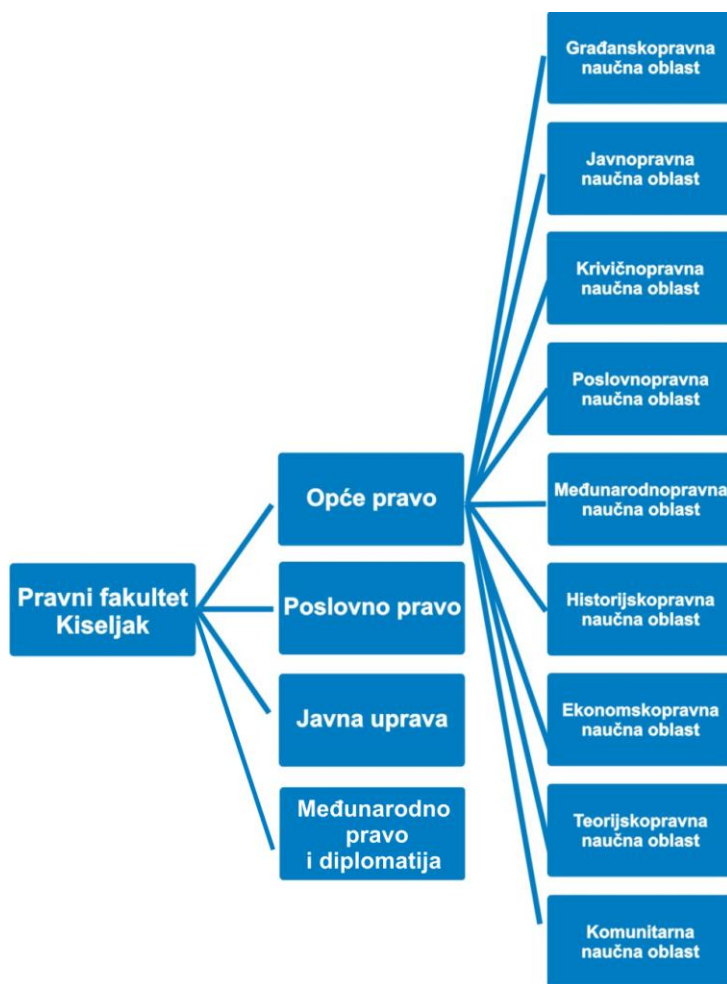 Pravni fakultet
Kiseljak
Opće pravo
Poslovno pravo
Javna uprava
Međunarodno
pravo
i diplomatija
Građanskopravna
naučna oblast
Javnopravna
naučna oblast
Krivičnopravna
naučna oblast
Poslovnopravna
naučna oblast
Međunarodnopravna
naučna oblast
Historijskopravna
naučna oblast
Ekonomskopravna
naučna oblast
Teorijskopravna
naučna oblast
Komunitarna
naučna oblast